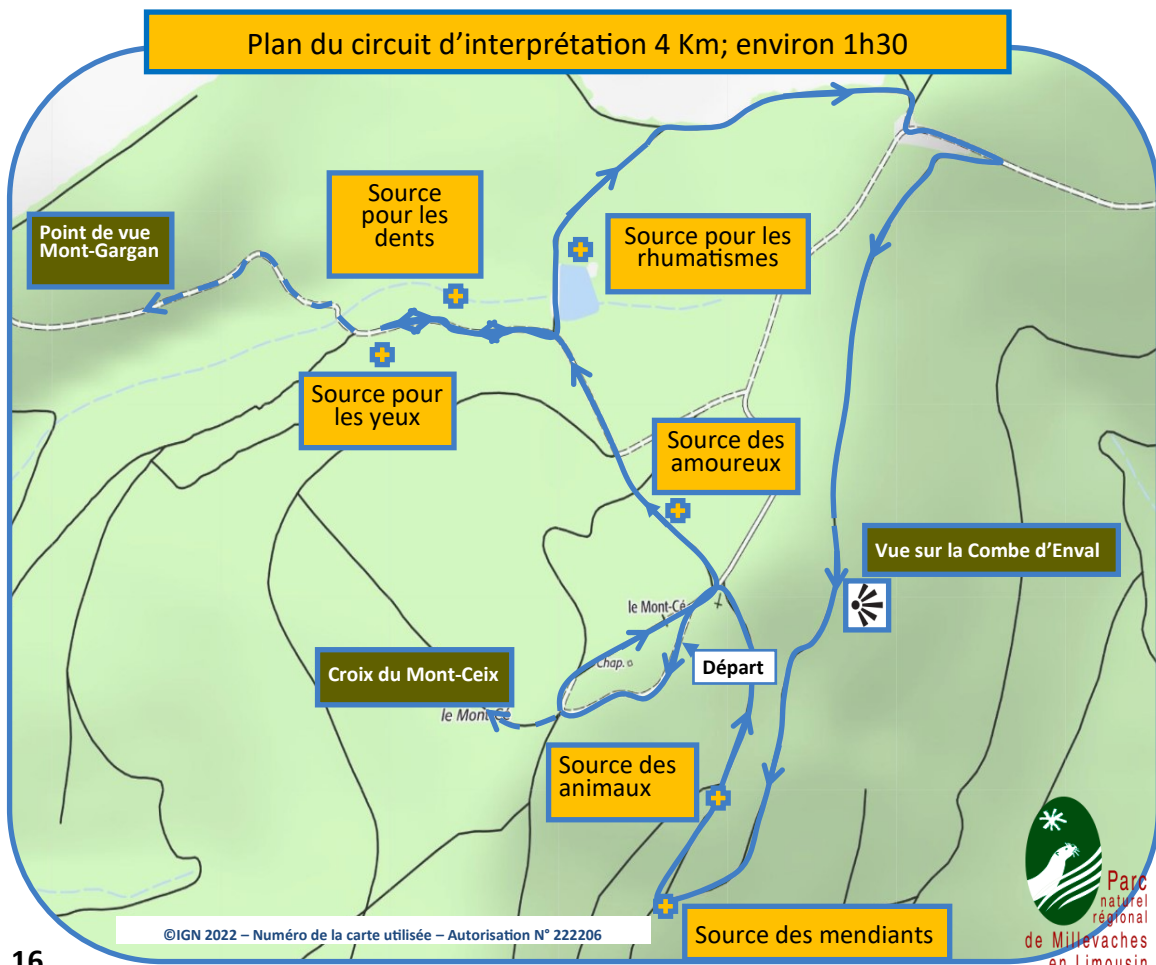 Plan du circuit d'interprétation 4 Km; environ 1h30
Source
pour les
dents
Point de vue
Mont-Gargan
Source pour les
rhumatismes
Source pour
les yeux
Source des
amoureux
Vue sur la Combe d'Enval
le Mont-Cé
Chap.
Départ
Croix du Mont-Ceix
le Mont-Cé
Source des
animaux
Source des mendiants
©IGN 2022 – Numéro de la carte utilisée – Autorisation N° 222206
Parc
naturel
régional
de Millevaches
en Limousin
16